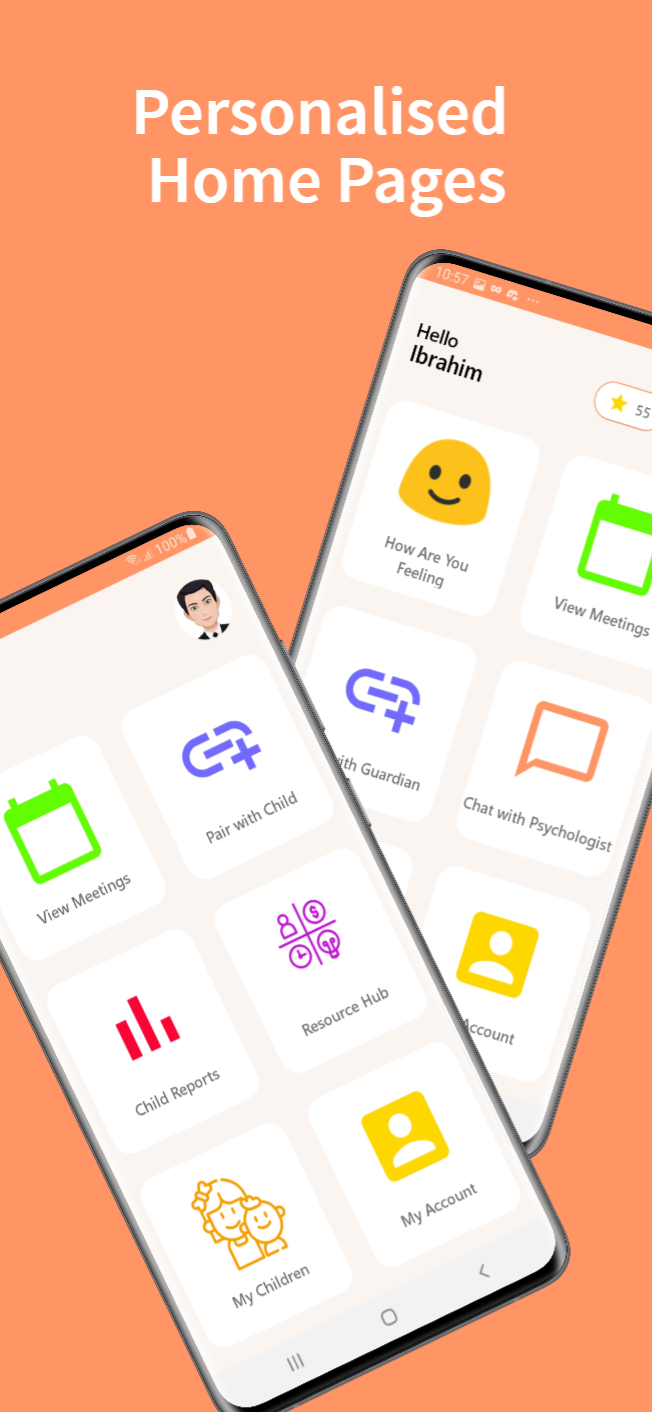 Personalised
Home Pages
10:57
Hello
Ibrahim
55
How Are You
Feeling
View Meetings
with Guardian
Chat with Psychologist
Account
100%
View Meetings
Pair with Child
Child Reports
Resource Hub
My Children
My Account